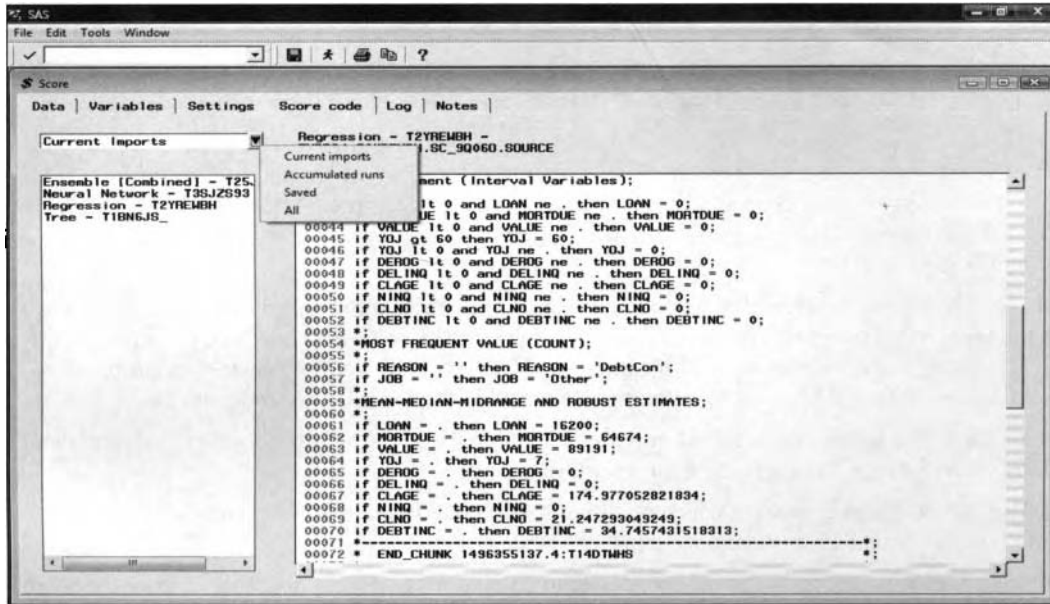 SAS
File Edit Tools Window
?
Score
Data Variables Settings Score code Log Notes
Current Imports
Current imports
Accumulated runs
Saved
All
Ensemble [Combined] - T25
Neural Network - T3SJZS93
Regression - T2YREWBH
Tree - T1BN6JS_
Regression - T2YREWBH -
.SC_9Q06O.SOURCE
(Interval Variables);
lt 0 and LOAN ne . then LOAN = 0;
lt 0 and MORTDUE ne . then MORTDUE = 0;
00044 if VALUE lt 0 and VALUE ne . then VALUE = 0;
00045 if YOJ gt 60 then YOJ = 60;
00046 if YOJ lt 0 and YOJ ne . then YOJ = 0;
00047 if DEROG lt 0 and DEROG ne . then DEROG = 0;
00048 if DELINQ lt 0 and DELINQ ne . then DELINQ = 0;
00049 if CLAGE lt 0 and CLAGE ne . then CLAGE = 0;
00050 if NINQ lt 0 and NINQ ne . then NINQ = 0;
00051 if CLNO lt 0 and CLNO ne . then CLNO = 0;
00052 if DEBTINC lt 0 and DEBTINC ne . then DEBTINC = 0;
00053 *;
00054 *MOST FREQUENT VALUE (COUNT);
00055 *;
00056 if REASON = '' then REASON = 'DebtCon';
00057 if JOB = '' then JOB = 'Other';
00058 *;
00059 *MEAN-MEDIAN-MIDRANGE AND ROBUST ESTIMATES;
00060 *;
00061 if LOAN = . then LOAN = 16200;
00062 if MORTDUE = . then MORTDUE = 64674;
00063 if VALUE = . then VALUE = 89191;
00064 if YOJ = . then YOJ = 7;
00065 if DEROG = . then DEROG = 0;
00066 if DELINQ = . then DELINQ = 0;
00067 if CLAGE = . then CLAGE = 174.977052821834;
00068 if NINQ = . then NINQ = 0;
00069 if CLNO = . then CLNO = 21.247293049249;
00070 if DEBTINC = . then DEBTINC = 34.7457431518313;
00071 *------------------------------------------------------------*;
00072 * END_CHUNK 1496355137.4:T14DTWHS *;